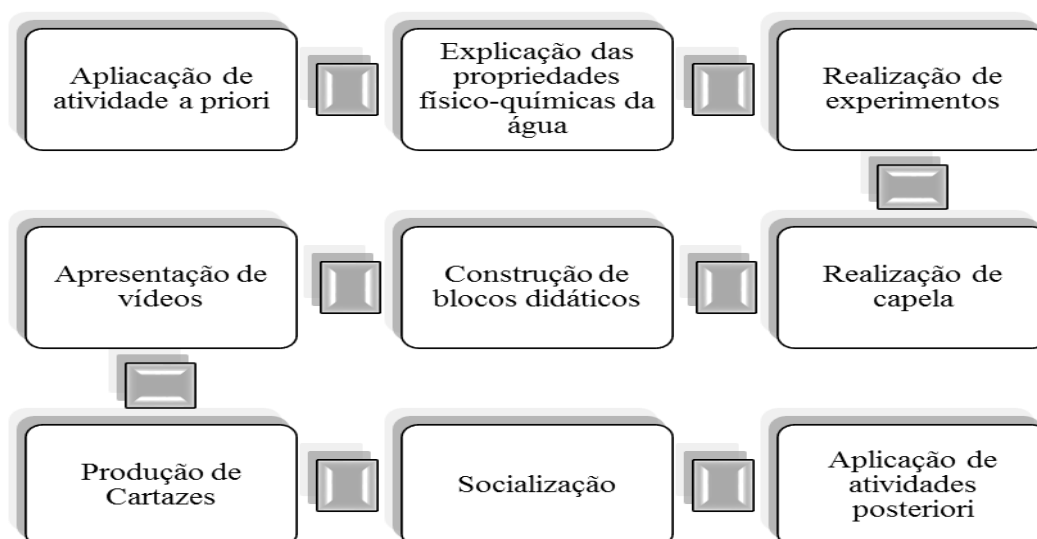 Apliacação de
atividade a priori
Explicação das
propriedades
físico-químicas da
água
Realização de
experimentos
Realização de
capela
Construção de
blocos didáticos
Apresentação de
vídeos
Produção de
Cartazes
Socialização
Aplicação de
atividades
posteriori